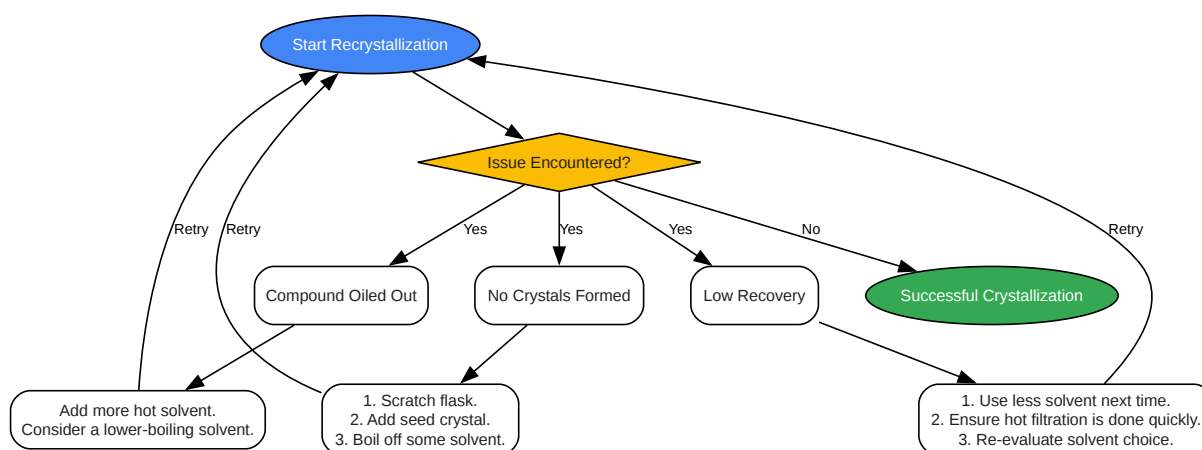 Start Recrystallization
Issue Encountered?
Retry
Retry
Yes
Yes
Yes
No
Retry
Compound Oiled Out
No Crystals Formed
Low Recovery
Successful Crystallization
Add more hot solvent.
Consider a lower-boiling solvent.
1. Scratch flask.
2. Add seed crystal.
3. Boil off some solvent.
1. Use less solvent next time.
2. Ensure hot filtration is done quickly.
3. Re-evaluate solvent choice.